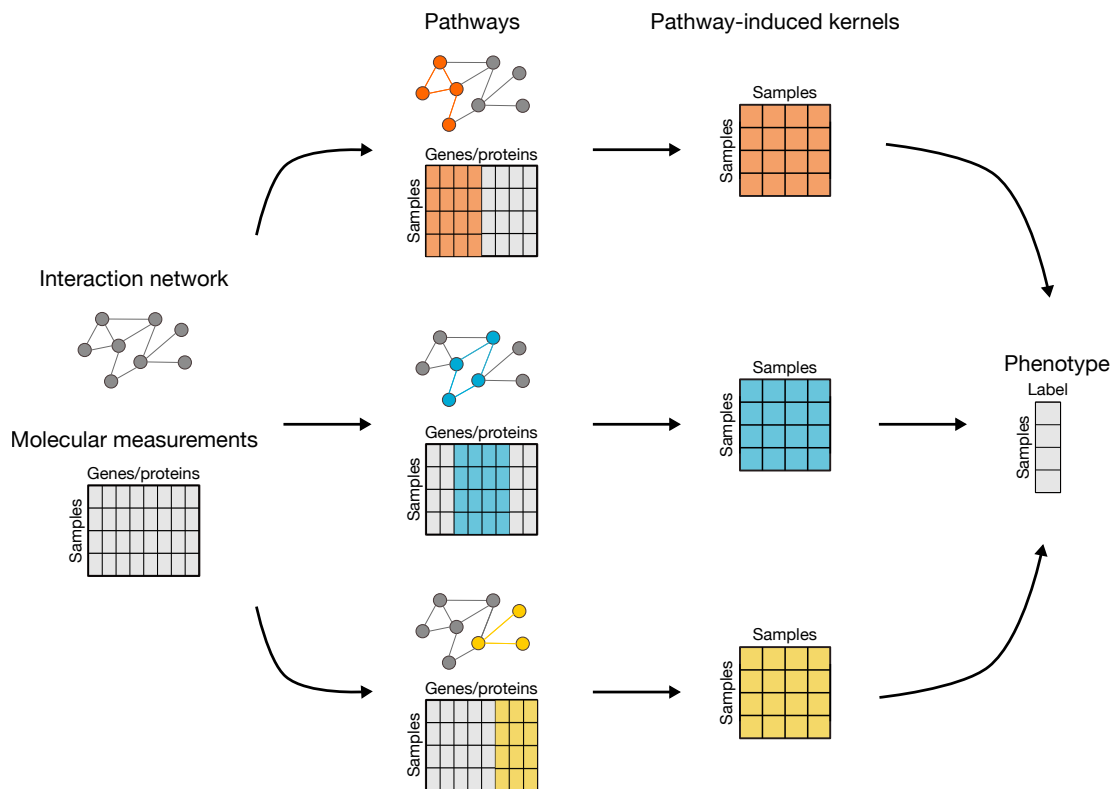 Pathways
Pathway-induced kernels
Samples
Samples
Genes/proteins
Samples
Interaction network
Samples
Samples
Phenotype
Label
Samples
Molecular measurements
Genes/proteins
Samples
Genes/proteins
Samples
Samples
Samples
Genes/proteins
Samples